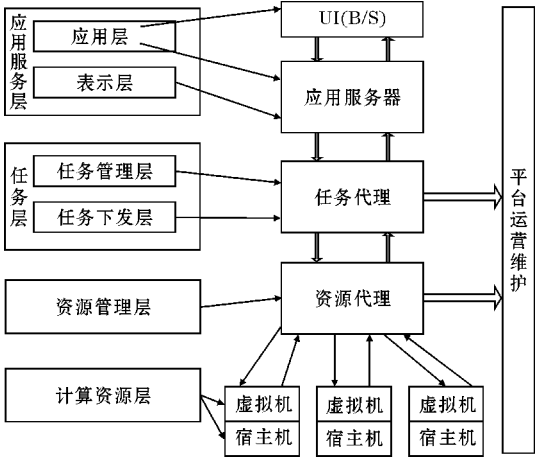 应用服务层
应用层
表示层
UI(B/S)
应用服务器
任务层
任务管理层
任务下发层
任务代理
资源管理层
资源代理
计算资源层
虚拟机
宿主机
虚拟机
宿主机
虚拟机
宿主机
平台运营维护